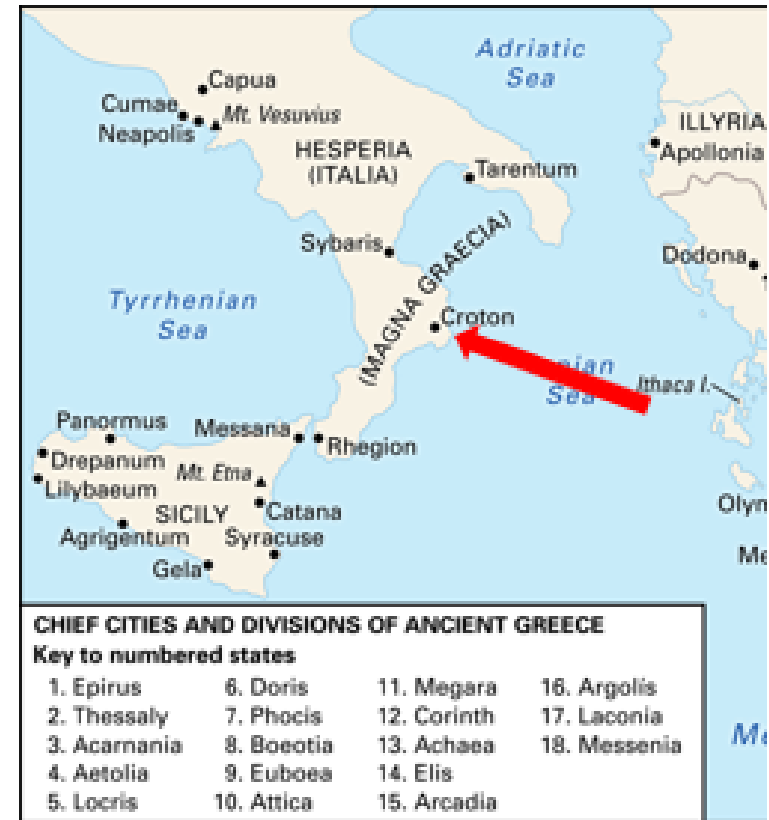 Adriatic
Sea
Capua
Cumae
Mt. Vesuvius
Neapolis
ILLYRIA
Apollonia
HESPERIA
(ITALIA)
Tarentum
Sybaris
(MAGNA GRAECIA)
Dodona
Tyrrhenian
Sea
Croton
Sea
Ithaca I.
Panormus
Messana
Rhegion
Drepanum
Mt. Etna
Lilybaeum
SICILY
Catana
Agrigentum
Syracuse
Gela
CHIEF CITIES AND DIVISIONS OF ANCIENT GREECE
Key to numbered states
1. Epirus
2. Thessaly
3. Acarnania
4. Aetolia
5. Locris
6. Doris
7. Phocis
8. Boeotia
9. Euboea
10. Attica
11. Megara
12. Corinth
13. Achaea
14. Elis
15. Arcadia
16. Argolis
17. Laconia
18. Messenia